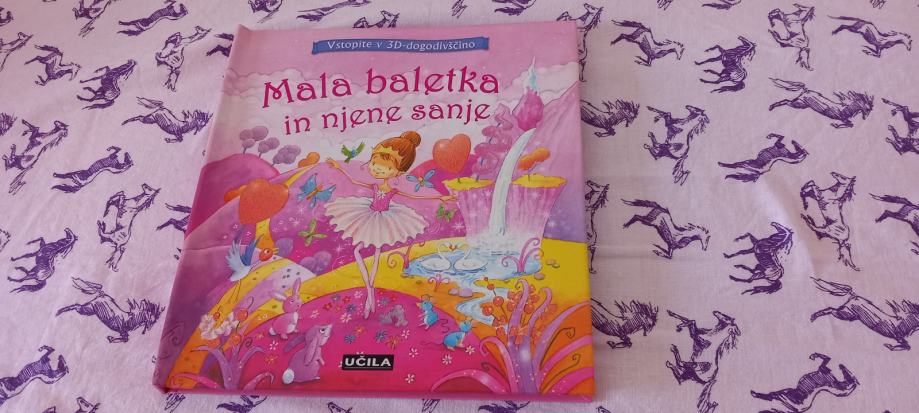 Vstopite v 3D-dogodivščino
Mala baletka
in njene sanje
UČILA